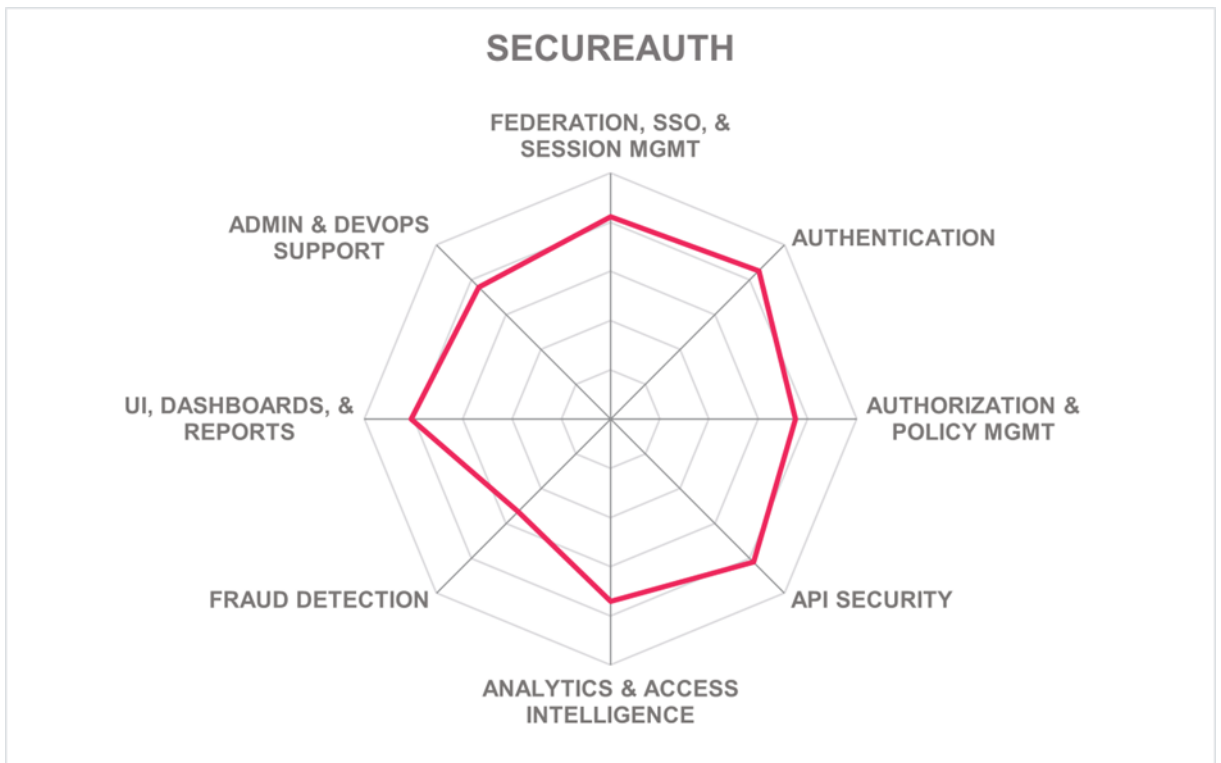 SECUREAUTH
FEDERATION, SSO, &
SESSION MGMT
ADMIN & DEVOPS
SUPPORT
AUTHENTICATION
UI, DASHBOARDS, &
REPORTS
AUTHORIZATION &
POLICY MGMT
FRAUD DETECTION
API SECURITY
ANALYTICS & ACCESS
INTELLIGENCE